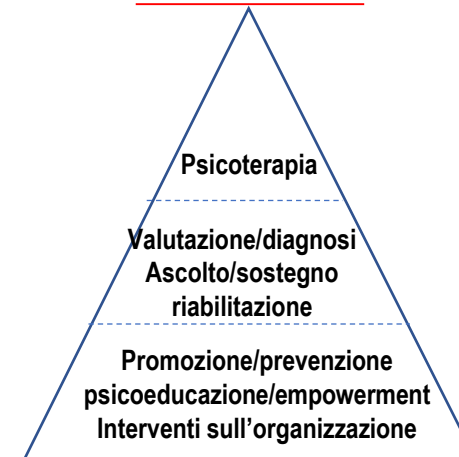 Psicoterapia
Valutazione/diagnosi
Ascolto/sostegno
riabilitazione
Promozione/prevenzione
psicoeducazione/empowerment
Interventi sull'organizzazione